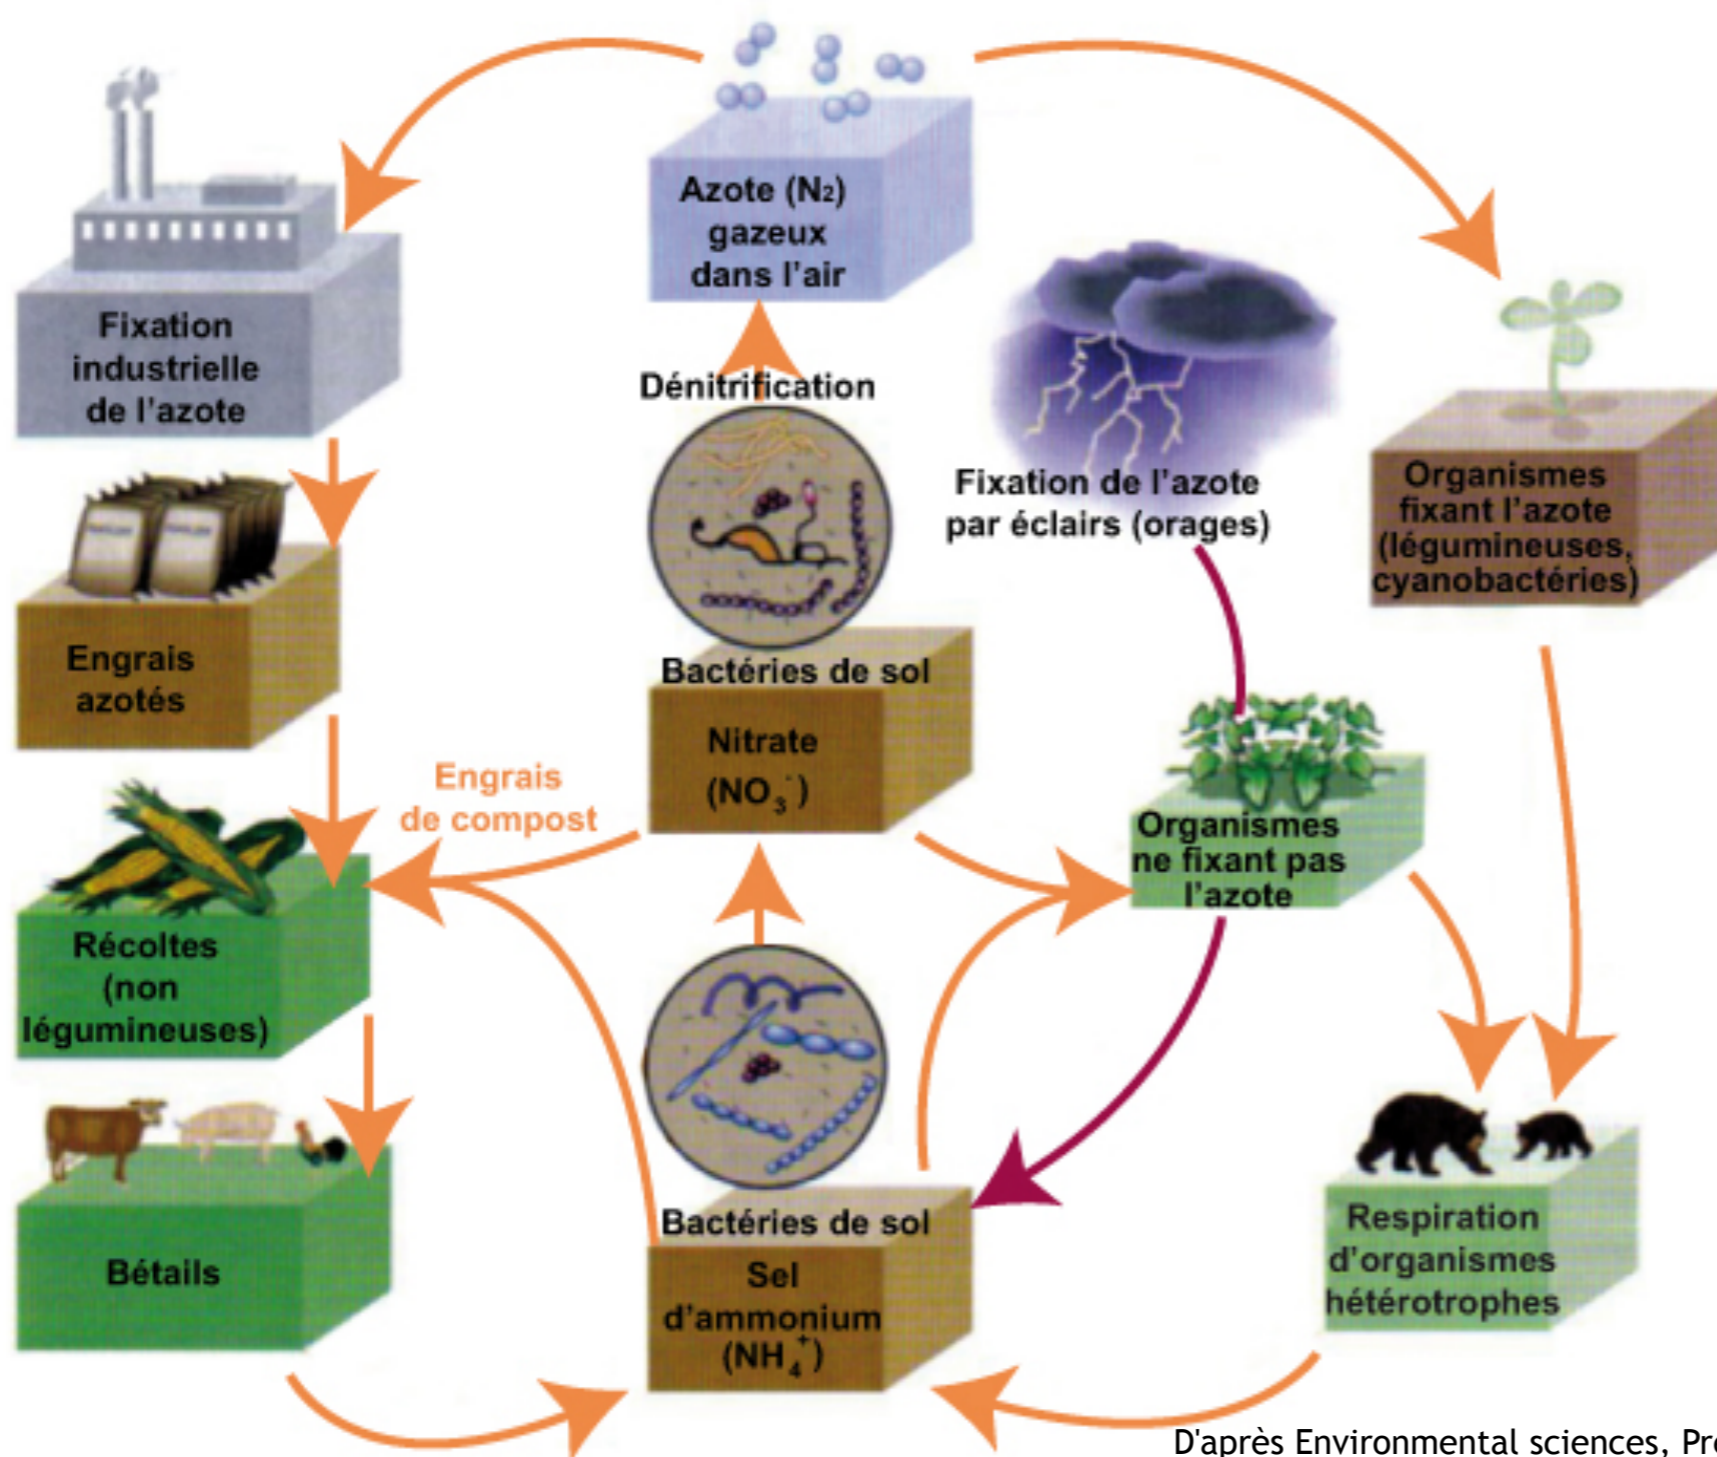 Azote (N2)
gazeux
dans l'air
Fixation
industrielle
de l'azote
Dénitrification
Fixation de l'azote
par éclairs (orages)
Organismes
fixant l'azote
(légumineuses,
cyanobactéries)
Engrais
azotés
Bactéries de sol
Nitrate
(NO3-)
Engrais
de compost
Organismes
ne fixant pas
l'azote
Récoltes
(non
légumineuses)
Bétails
Bactéries de sol
Sel
d'ammonium
(NH4+)
Respiration
d'organismes
hétérotrophes
D'après Environmental sciences,